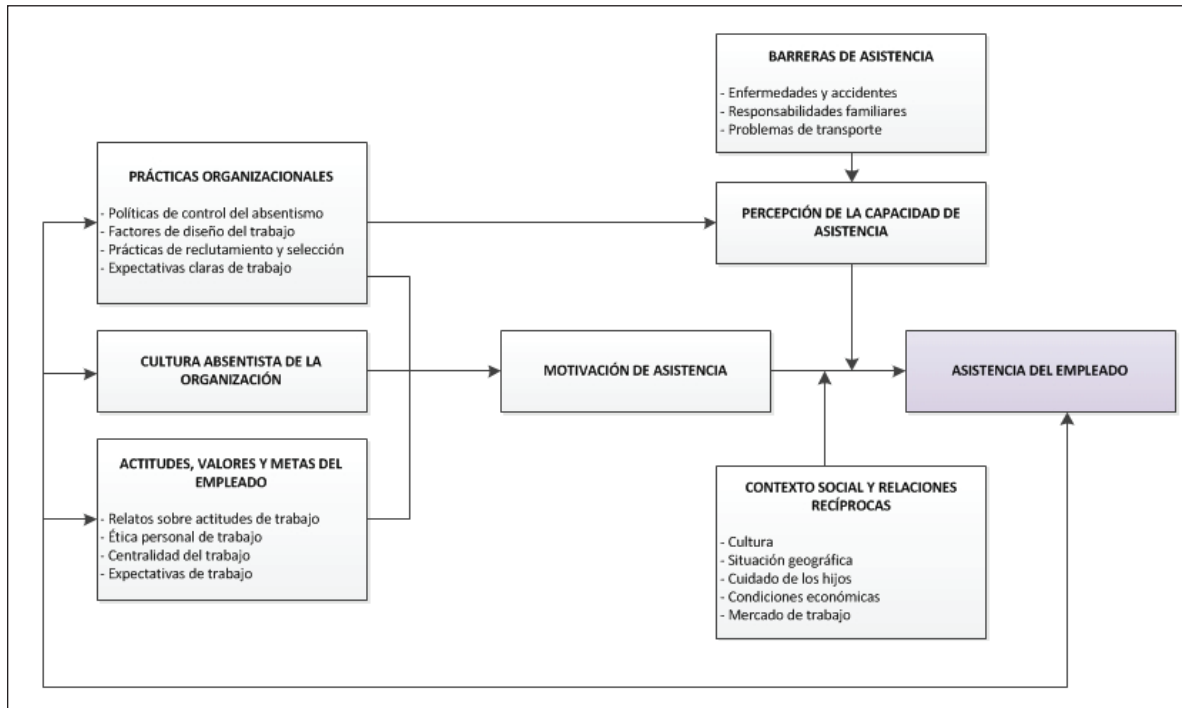 BARRERAS DE ASISTENCIA
- Enfermedades y accidentes
- Responsabilidades familiares
- Problemas de transporte
PRÁCTICAS ORGANIZACIONALES
- Políticas de control del absentismo
- Factores de diseño del trabajo
- Prácticas de reclutamiento y selección
- Expectativas claras de trabajo
PERCEPCIÓN DE LA CAPACIDAD DE
ASISTENCIA
CULTURA ABSENTISTA DE LA
ORGANIZACIÓN
MOTIVACIÓN DE ASISTENCIA
ASISTENCIA DEL EMPLEADO
ACTITUDES, VALORES Y METAS DEL
EMPLEADO
- Relatos sobre actitudes de trabajo
- Ética personal de trabajo
- Centralidad del trabajo
- Expectativas de trabajo
CONTEXTO SOCIAL Y RELACIONES
RECÍPROCAS
- Cultura
- Situación geográfica
- Cuidado de los hijos
- Condiciones económicas
- Mercado de trabajo